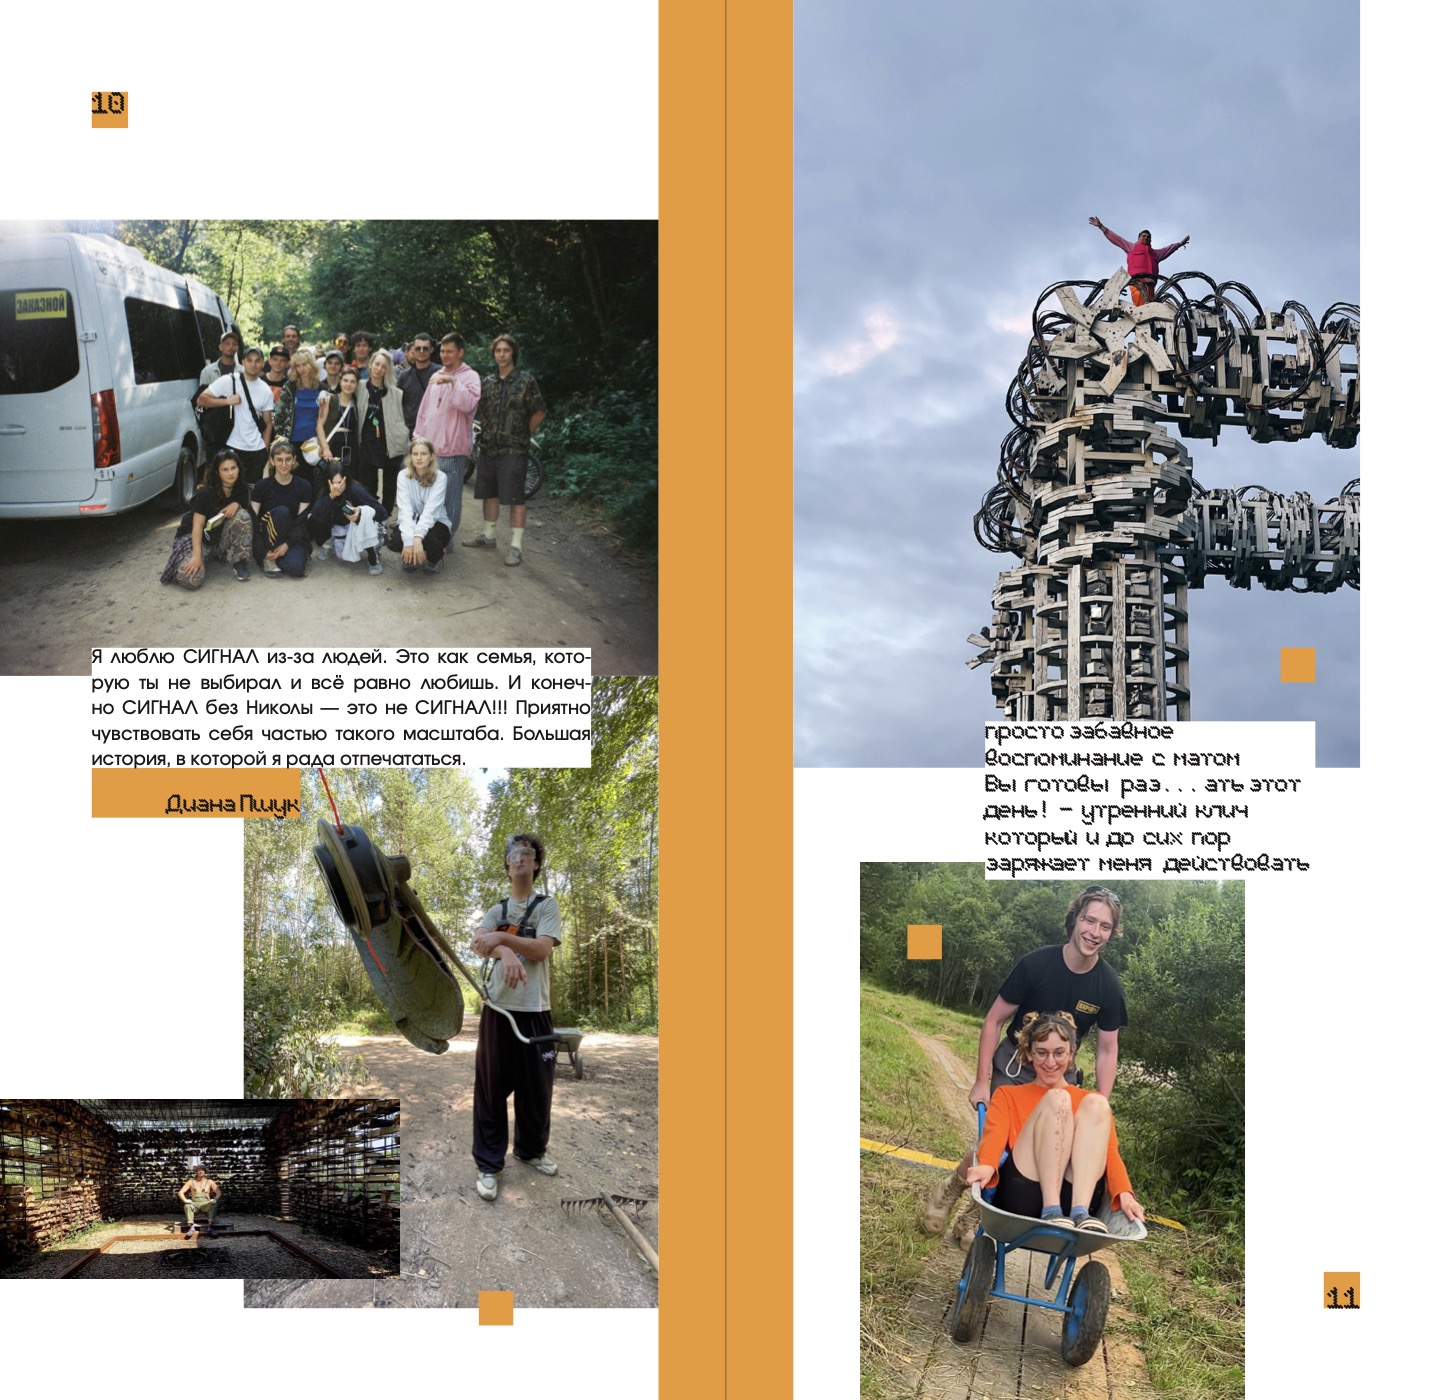 10
ЗАКАЗНОЙ
Я люблю СИГНАЛ из-за людей. Это как семья, кото-
рую ты не выбирал и всё равно любишь. И конеч-
но СИГНАЛ без Николы — это не СИГНАЛ!!! Приятно
чувствовать себя частью такого масштаба. Большая
история, в которой я рада отпечататься.
Диана Пшук
просто забавное
воспоминание с матом
Вы готовы раз...ать этот
день! - утренний клич
который и до сих пор
заряжает меня действовать
11